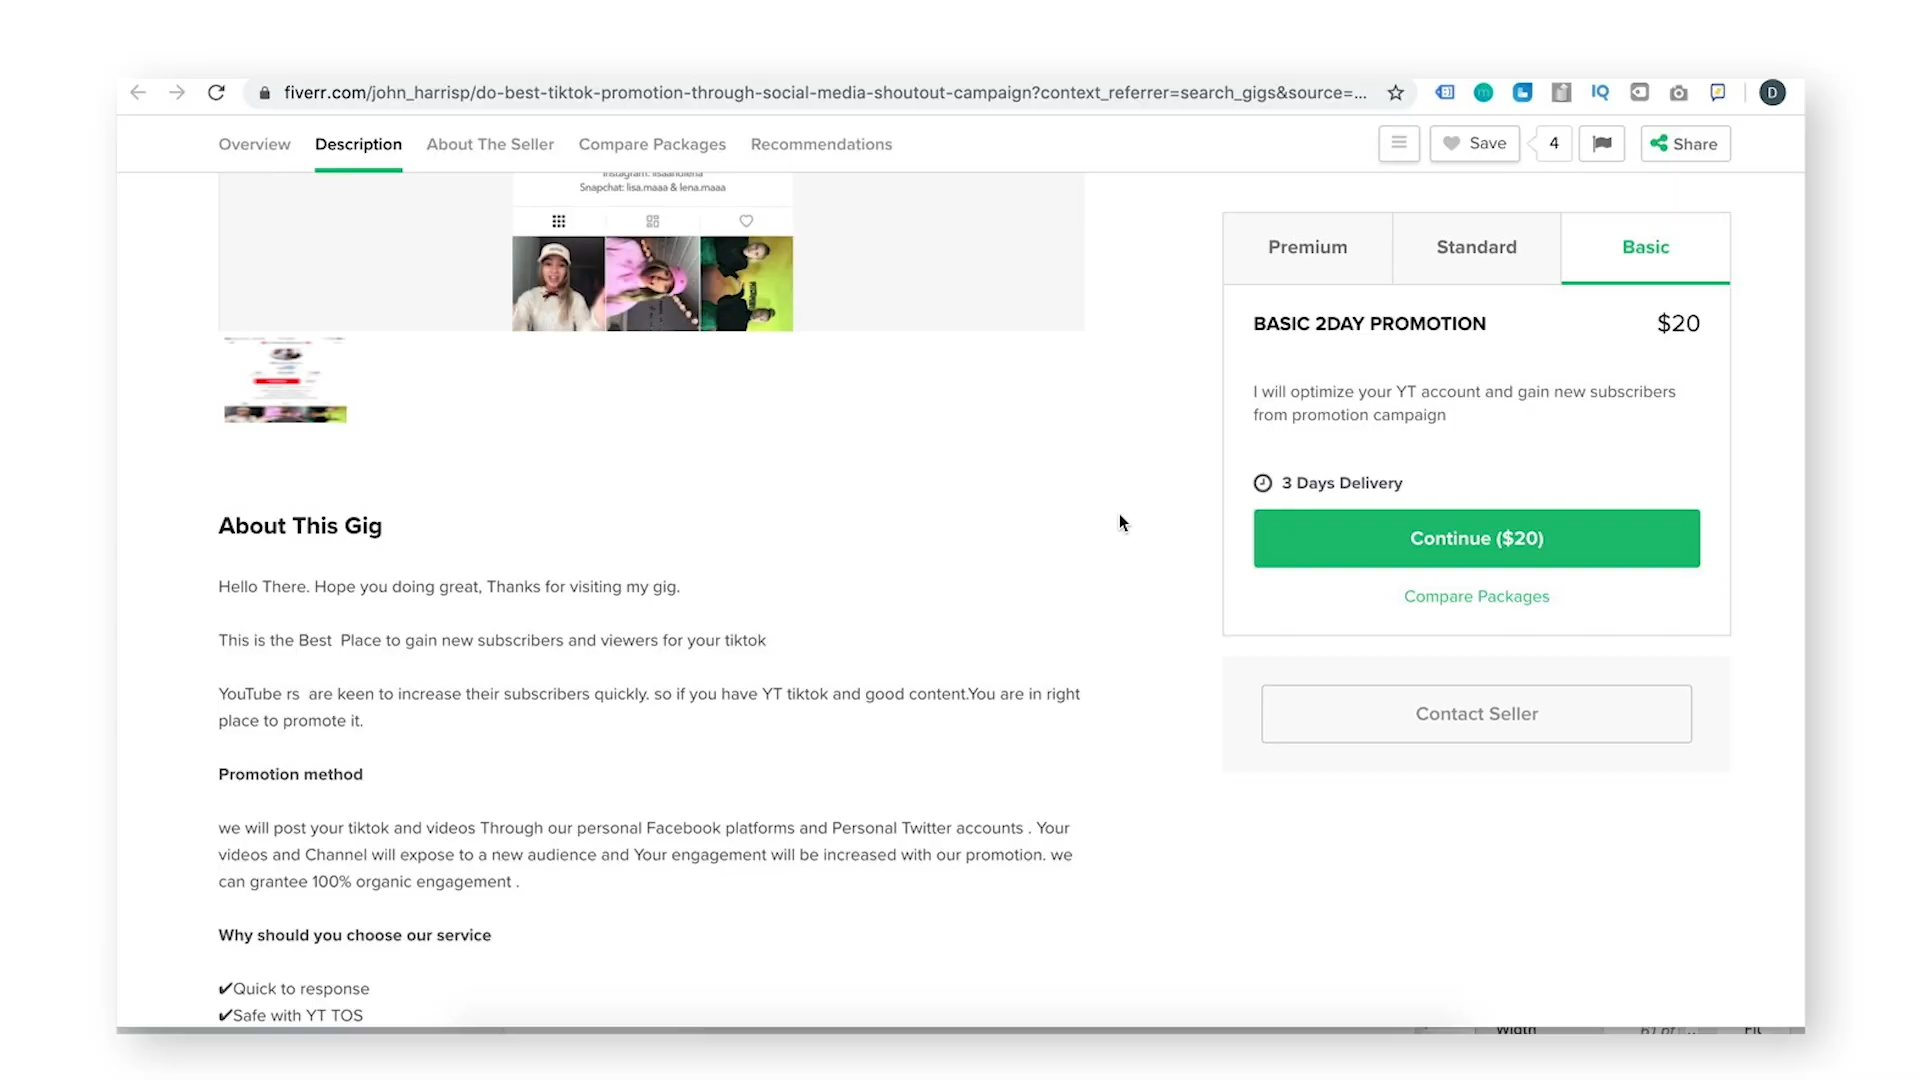 fiverr.com/john_harrisp/do-best-tiktok-promotion-through-social-media-shoutout-campaign?context_referrer=search_gigs&source=...
IQ
D
Overview
Description
About The Seller
Compare Packages
Recommendations
Save
4
Share
Instagram: lisaandlena
Snapchat: lisa.maaa & lena.maaa
Premium
Standard
Basic
BASIC 2DAY PROMOTION
$20
I will optimize your YT account and gain new subscribers
from promotion campaign
3 Days Delivery
Continue ($20)
Compare Packages
Contact Seller
About This Gig
Hello There. Hope you doing great, Thanks for visiting my gig.
This is the Best  Place to gain new subscribers and viewers for your tiktok
YouTube rs  are keen to increase their subscribers quickly. so if you have YT tiktok and good content.You are in right
place to promote it.
Promotion method
we will post your tiktok and videos Through our personal Facebook platforms and Personal Twitter accounts . Your
videos and Channel will expose to a new audience and Your engagement will be increased with our promotion. we
can grantee 100% organic engagement .
Why should you choose our service
✔Quick to response
✔Safe with YT TOS
Width
Fit